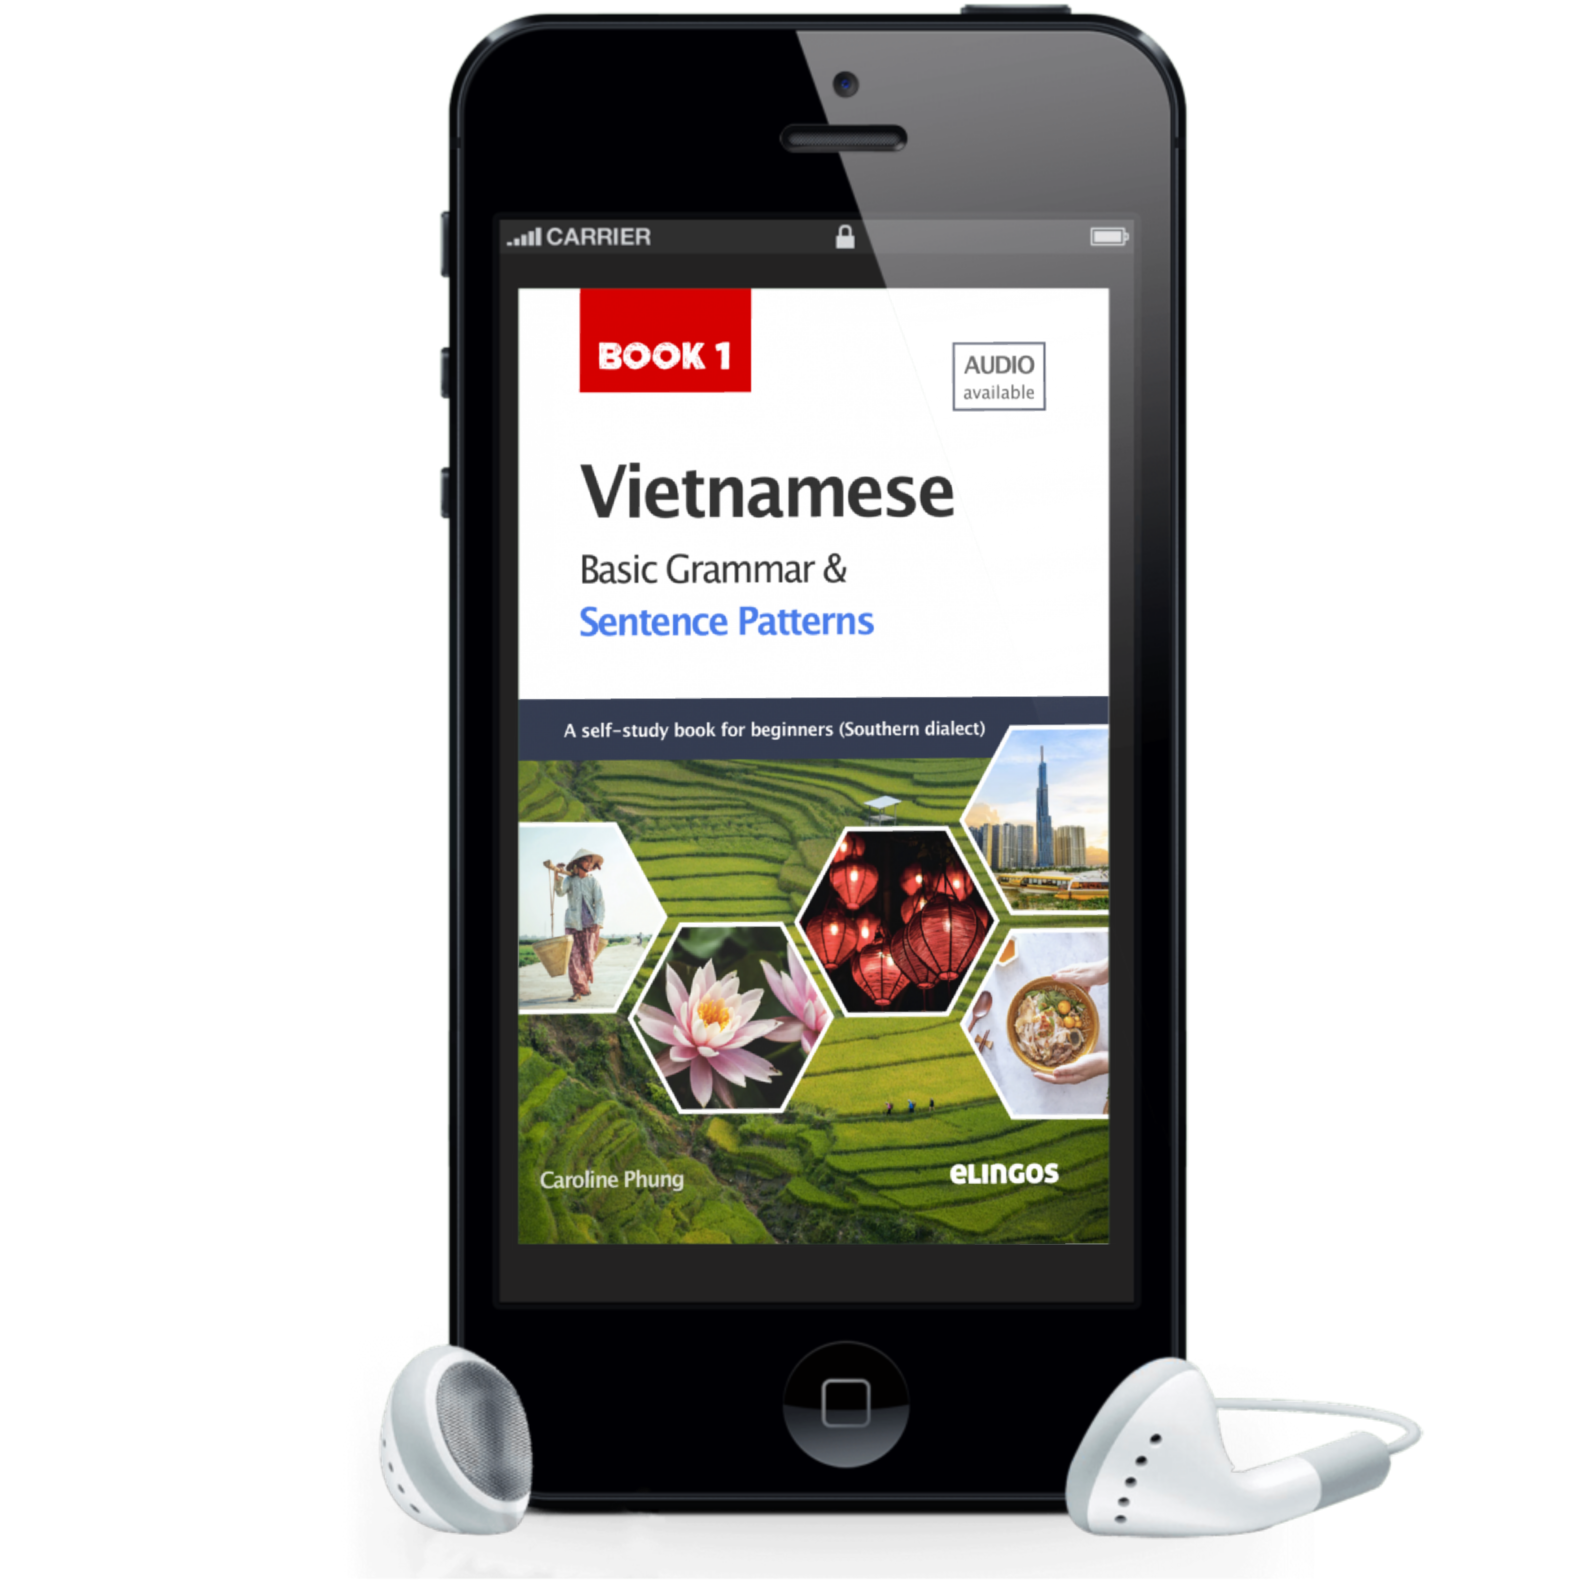 CARRIER
BOOK 1
AUDIO
available
Vietnamese
Basic Grammar &
Sentence Patterns
A self-study book for beginners (Southern dialect)
Caroline Phung
eLINGOS